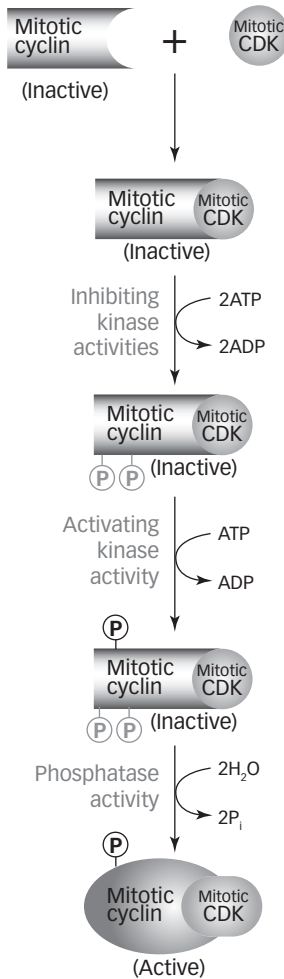 Mitotic
cyclin
+
Mitotic
CDK
(Inactive)
Mitotic
cyclin
Mitotic
CDK
(Inactive)
Inhibiting
kinase
activities
2ATP
2ADP
Mitotic
cyclin
Mitotic
CDK
P P (Inactive)
Activating
kinase
activity
ATP
ADP
P
Mitotic
cyclin
Mitotic
CDK
P P (Inactive)
Phosphatase
activity
2H₂O
2Pᵢ
P
Mitotic
cyclin
Mitotic
CDK
(Active)